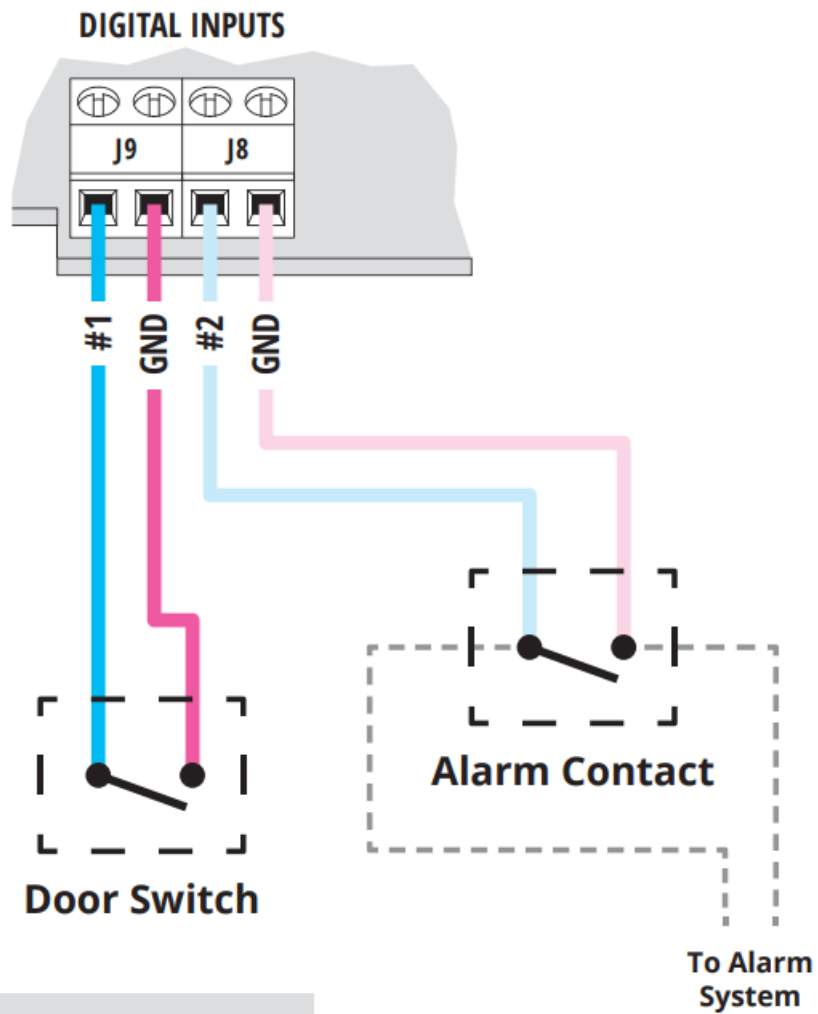 DIGITAL INPUTS
J9 J8
#1 GND #2 GND
Alarm Contact
Door Switch
To Alarm
System